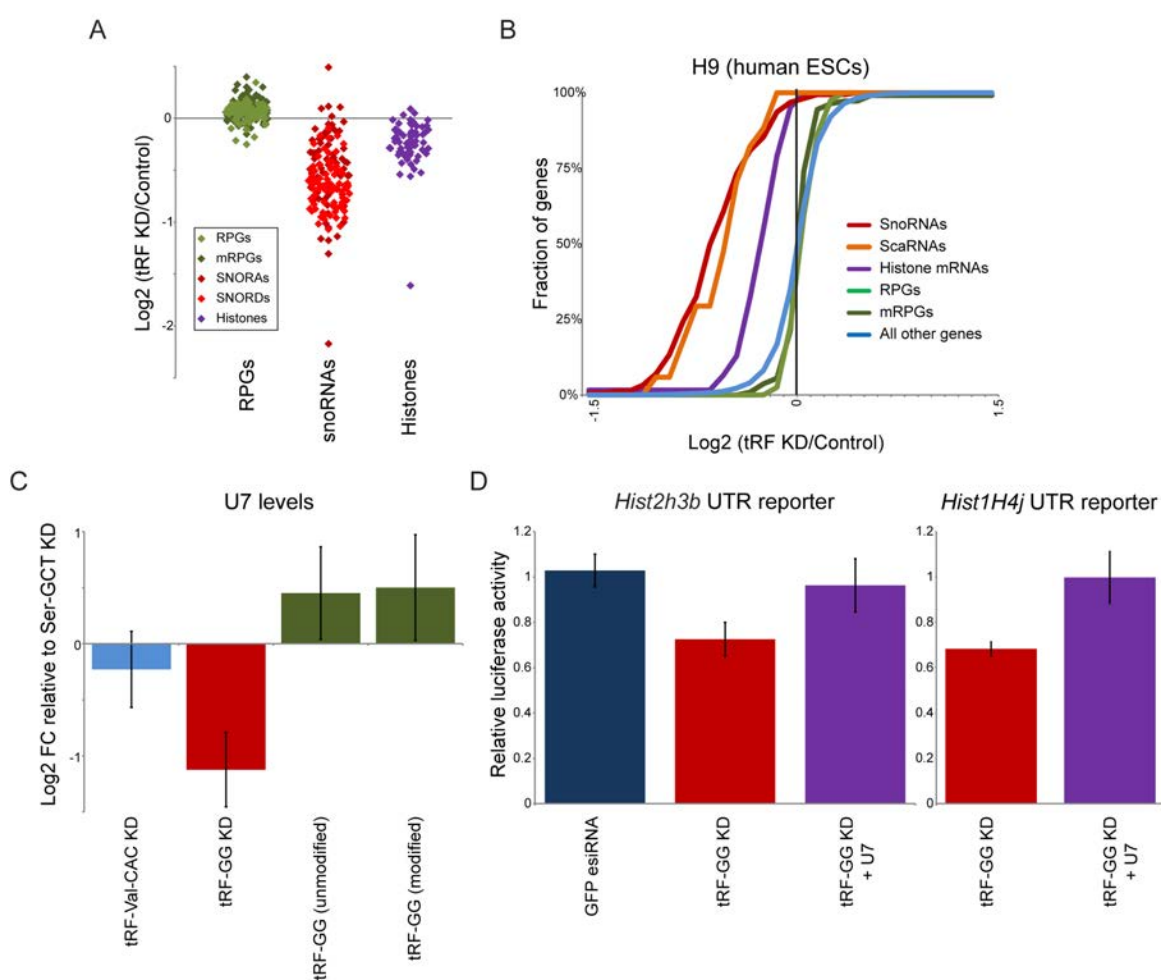 A
Log2 (tRF KD/Control)
0
-1
-2
RPGs
mRPGs
SNORAs
SNORDs
Histones
RPGs
snoRNAs
Histones
B
H9 (human ESCs)
Fraction of genes
100%
75%
50%
25%
0%
SnoRNAs
ScaRNAs
Histone mRNAs
RPGs
mRPGs
All other genes
-1.5
0
1.5
Log2 (tRF KD/Control)
C
U7 levels
Log2 FC relative to Ser-GCT KD
1
0
-1
tRF-Val-CAC KD
tRF-GG KD
tRF-GG (unmodified)
tRF-GG (modified)
D
Hist2h3b UTR reporter
Relative luciferase activity
1.2
1
0.8
0.6
0.4
0.2
0
GFP esiRNA
tRF-GG KD
tRF-GG KD
+ U7
Hist1H4j UTR reporter
1.2
1
0.8
0.6
0.4
0.2
0
tRF-GG KD
tRF-GG KD
+ U7